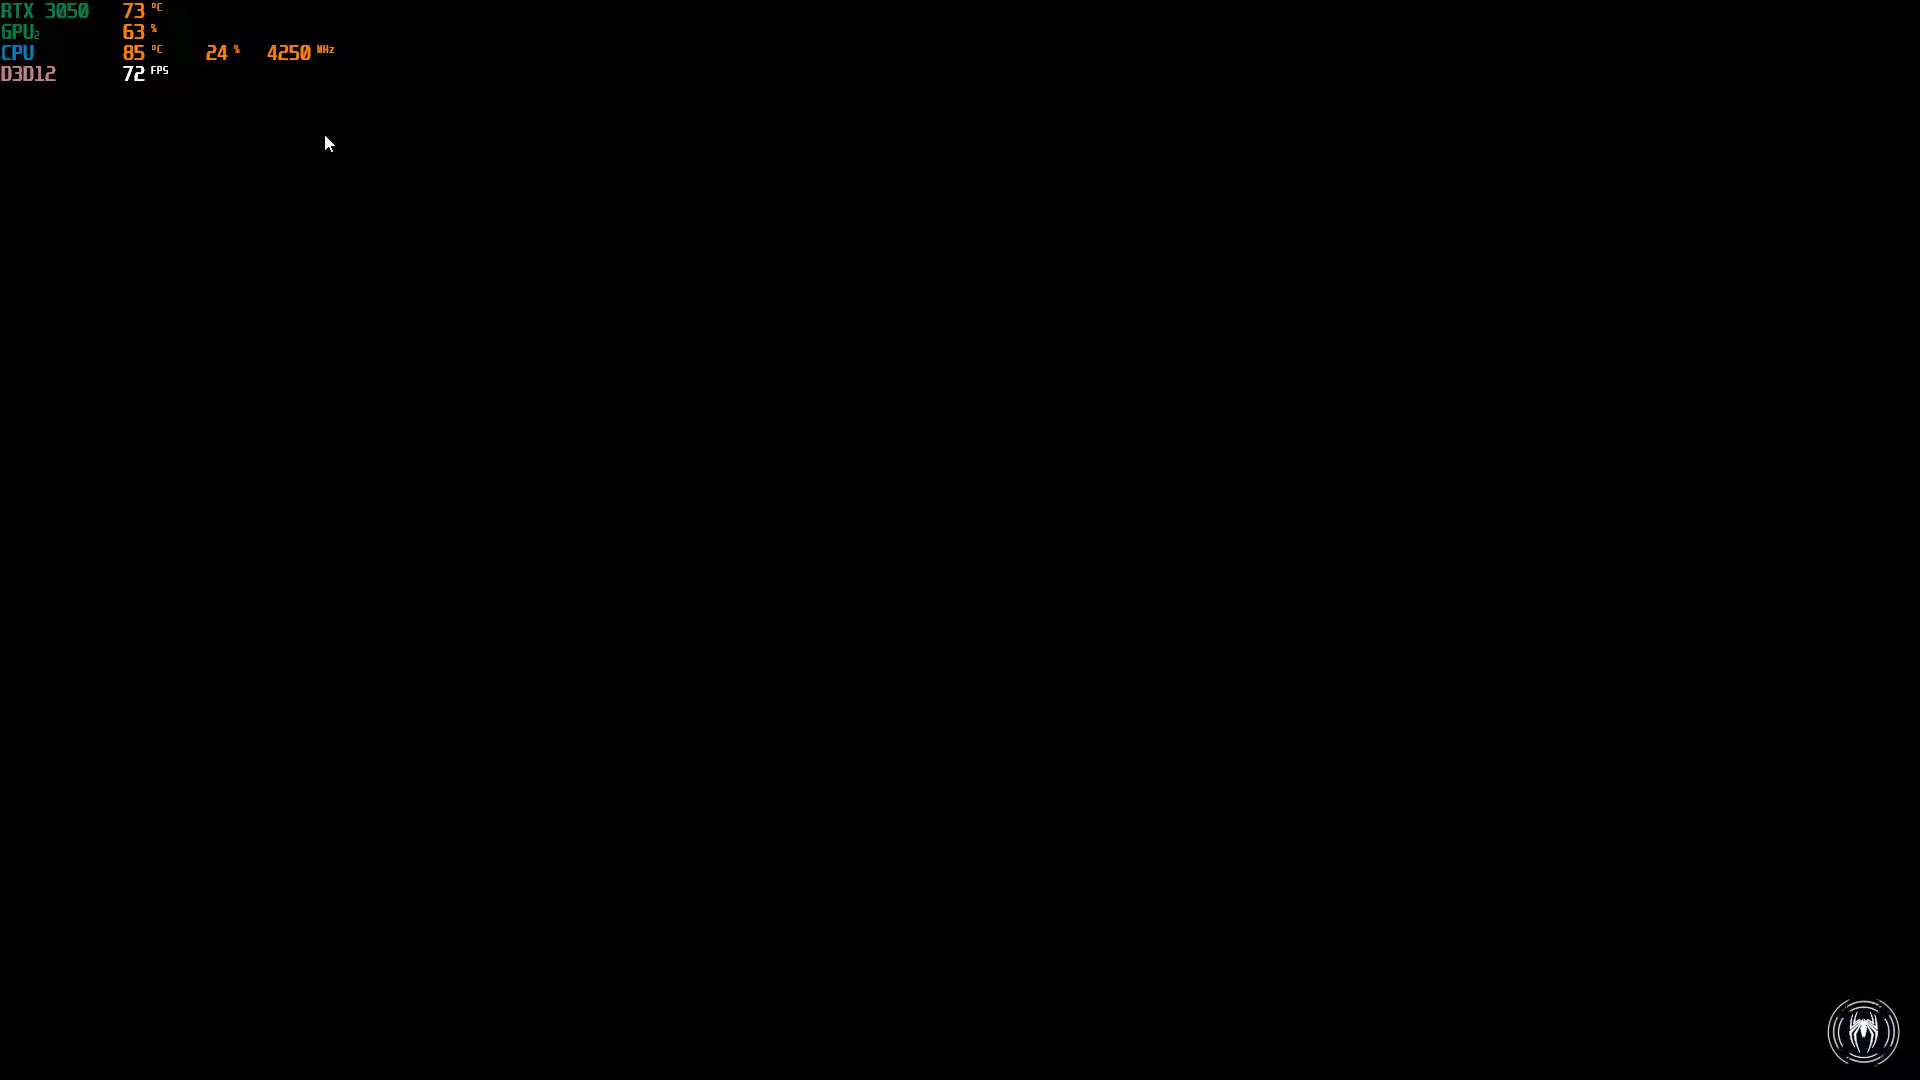 RTX 3050 73 °C
GPU2 63 %
CPU 85 °C 24 % 4250 MHz
D3D12 72 FPS